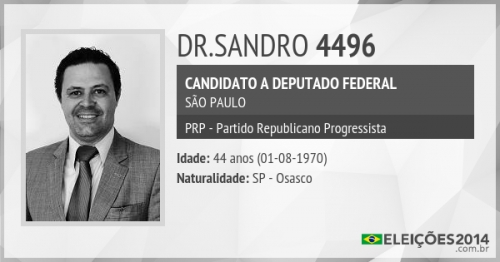 DR.SANDRO 4496
CANDIDATO A DEPUTADO FEDERAL
SÃO PAULO
PRP - Partido Republicano Progressista
Idade: 44 anos (01-08-1970)
Naturalidade: SP - Osasco
ELEIÇÕES2014
.com.br